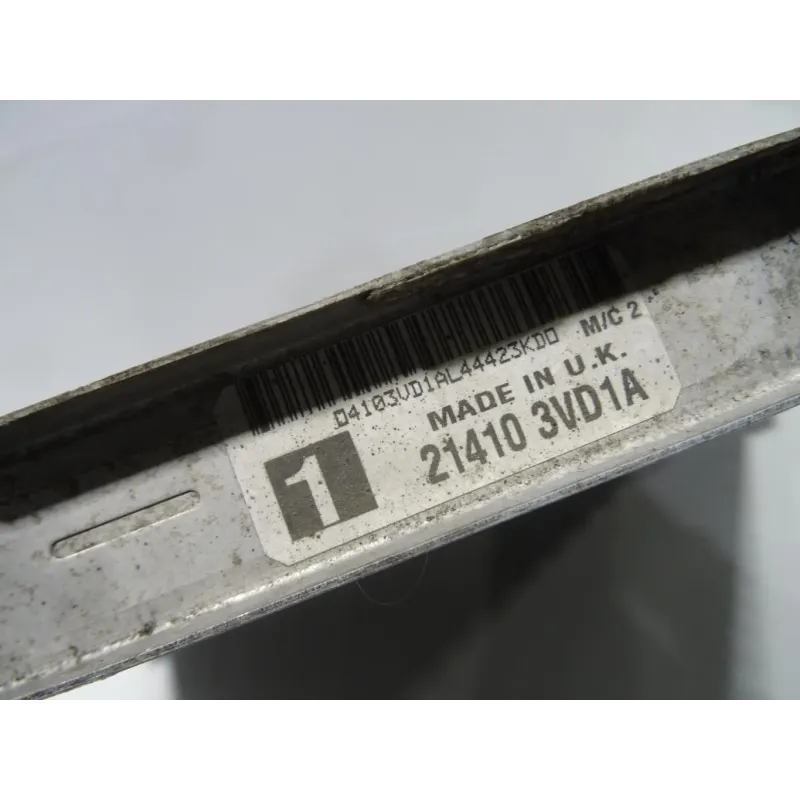 D4103VD1AL44423KD0 M/C 2
MADE IN U.K.
1 21410 3VD1A